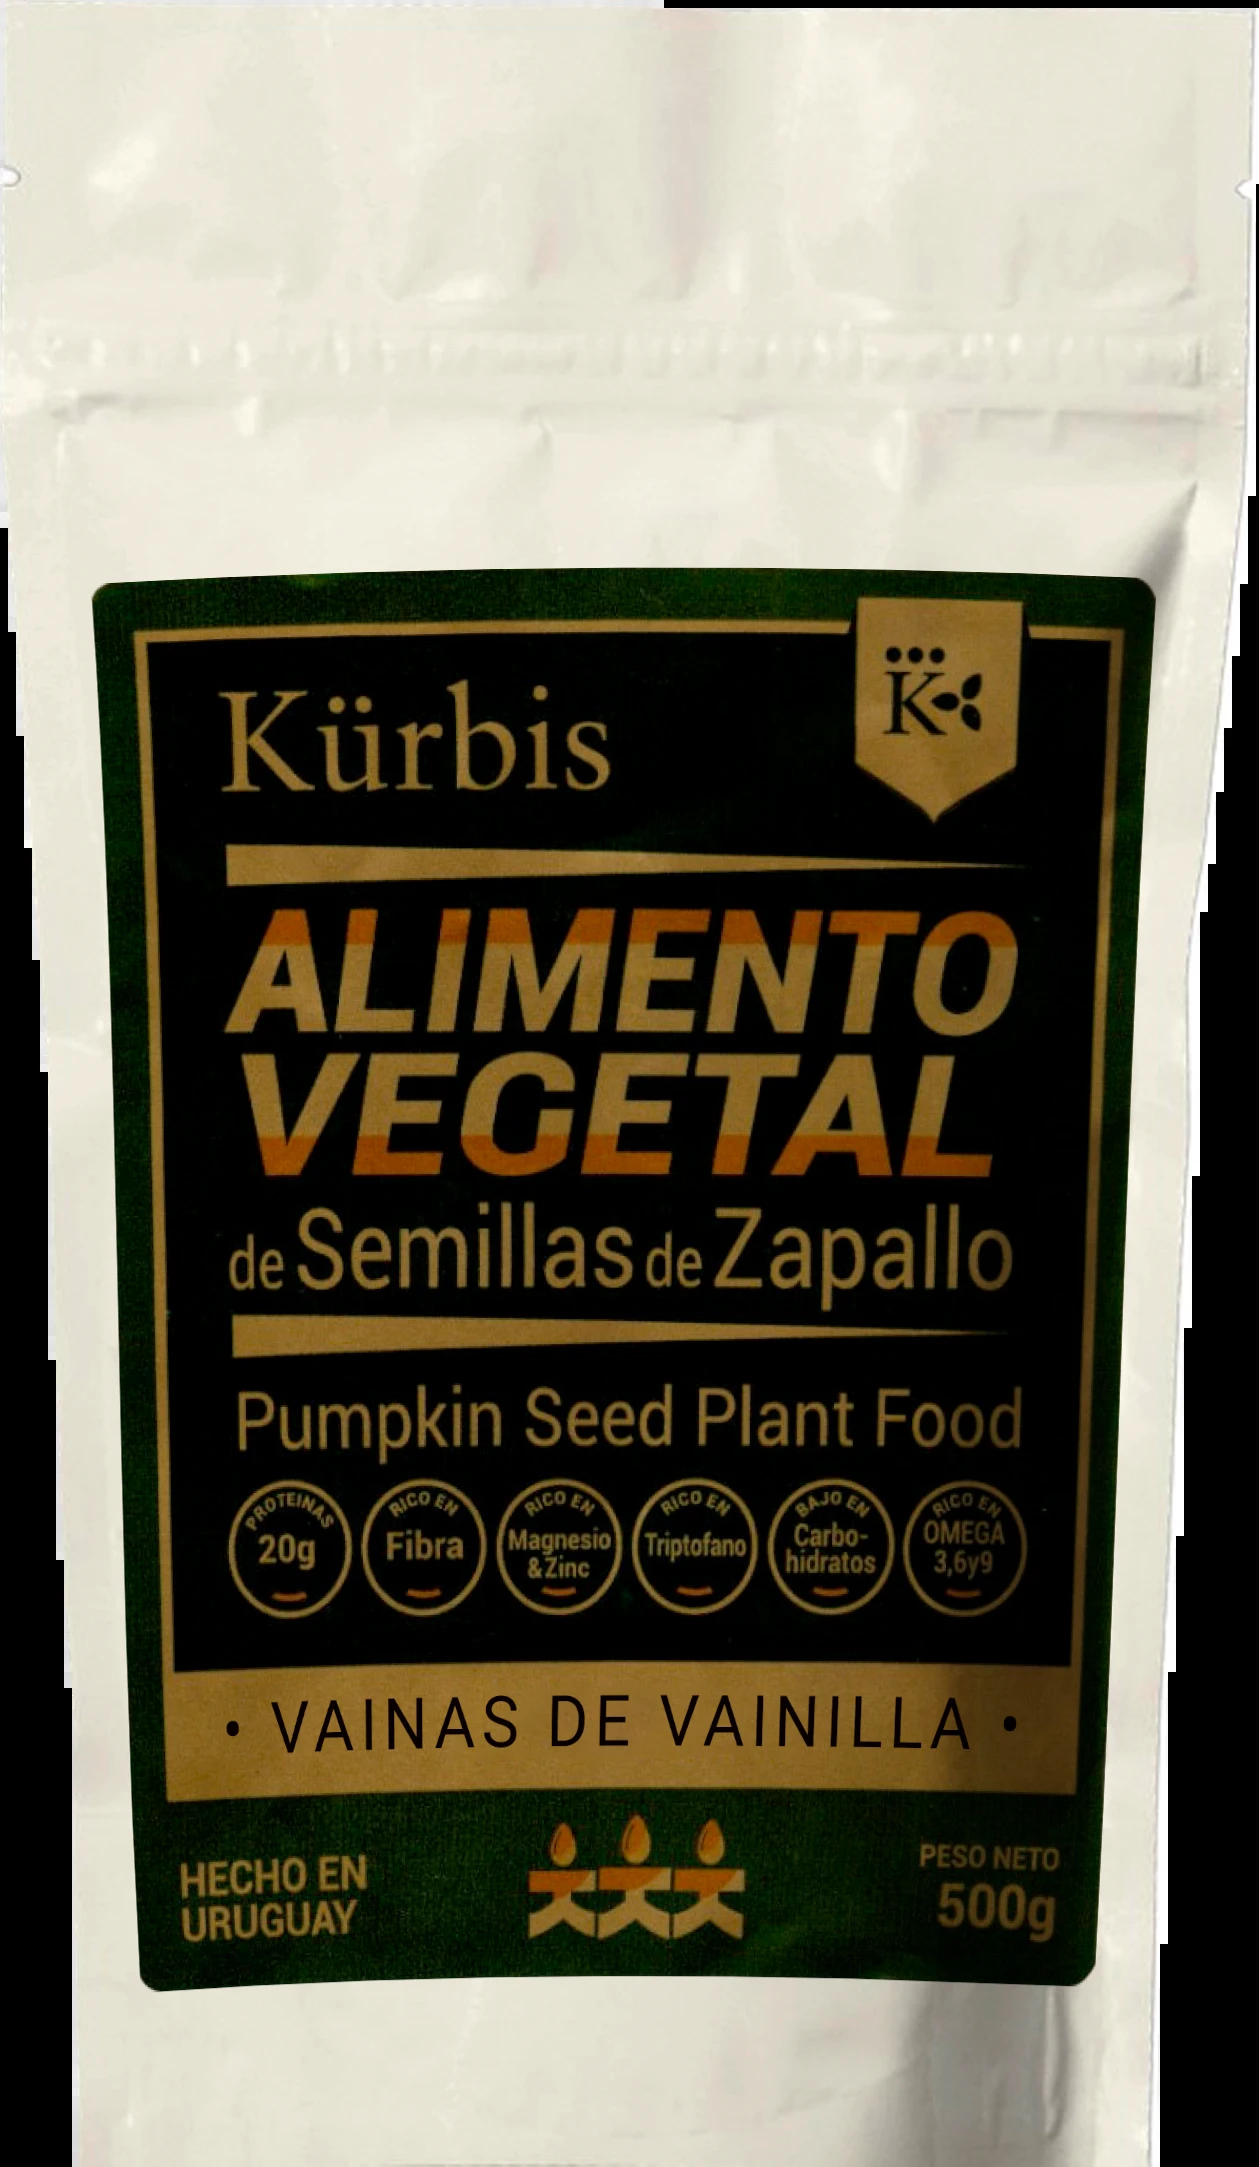 Kürbis
K
ALIMENTO
VEGETAL
de Semillas de Zapallo
Pumpkin Seed Plant Food
PROTEINAS
20g
RICO EN
Fibra
RICO EN
Magnesio
&Zinc
RICO EN
Triptofano
BAJO EN
Carbo-
hidratos
RICO EN
OMEGA
3,6y9
• VAINAS DE VAINILLA •
HECHO EN
URUGUAY
PESO NETO
500g